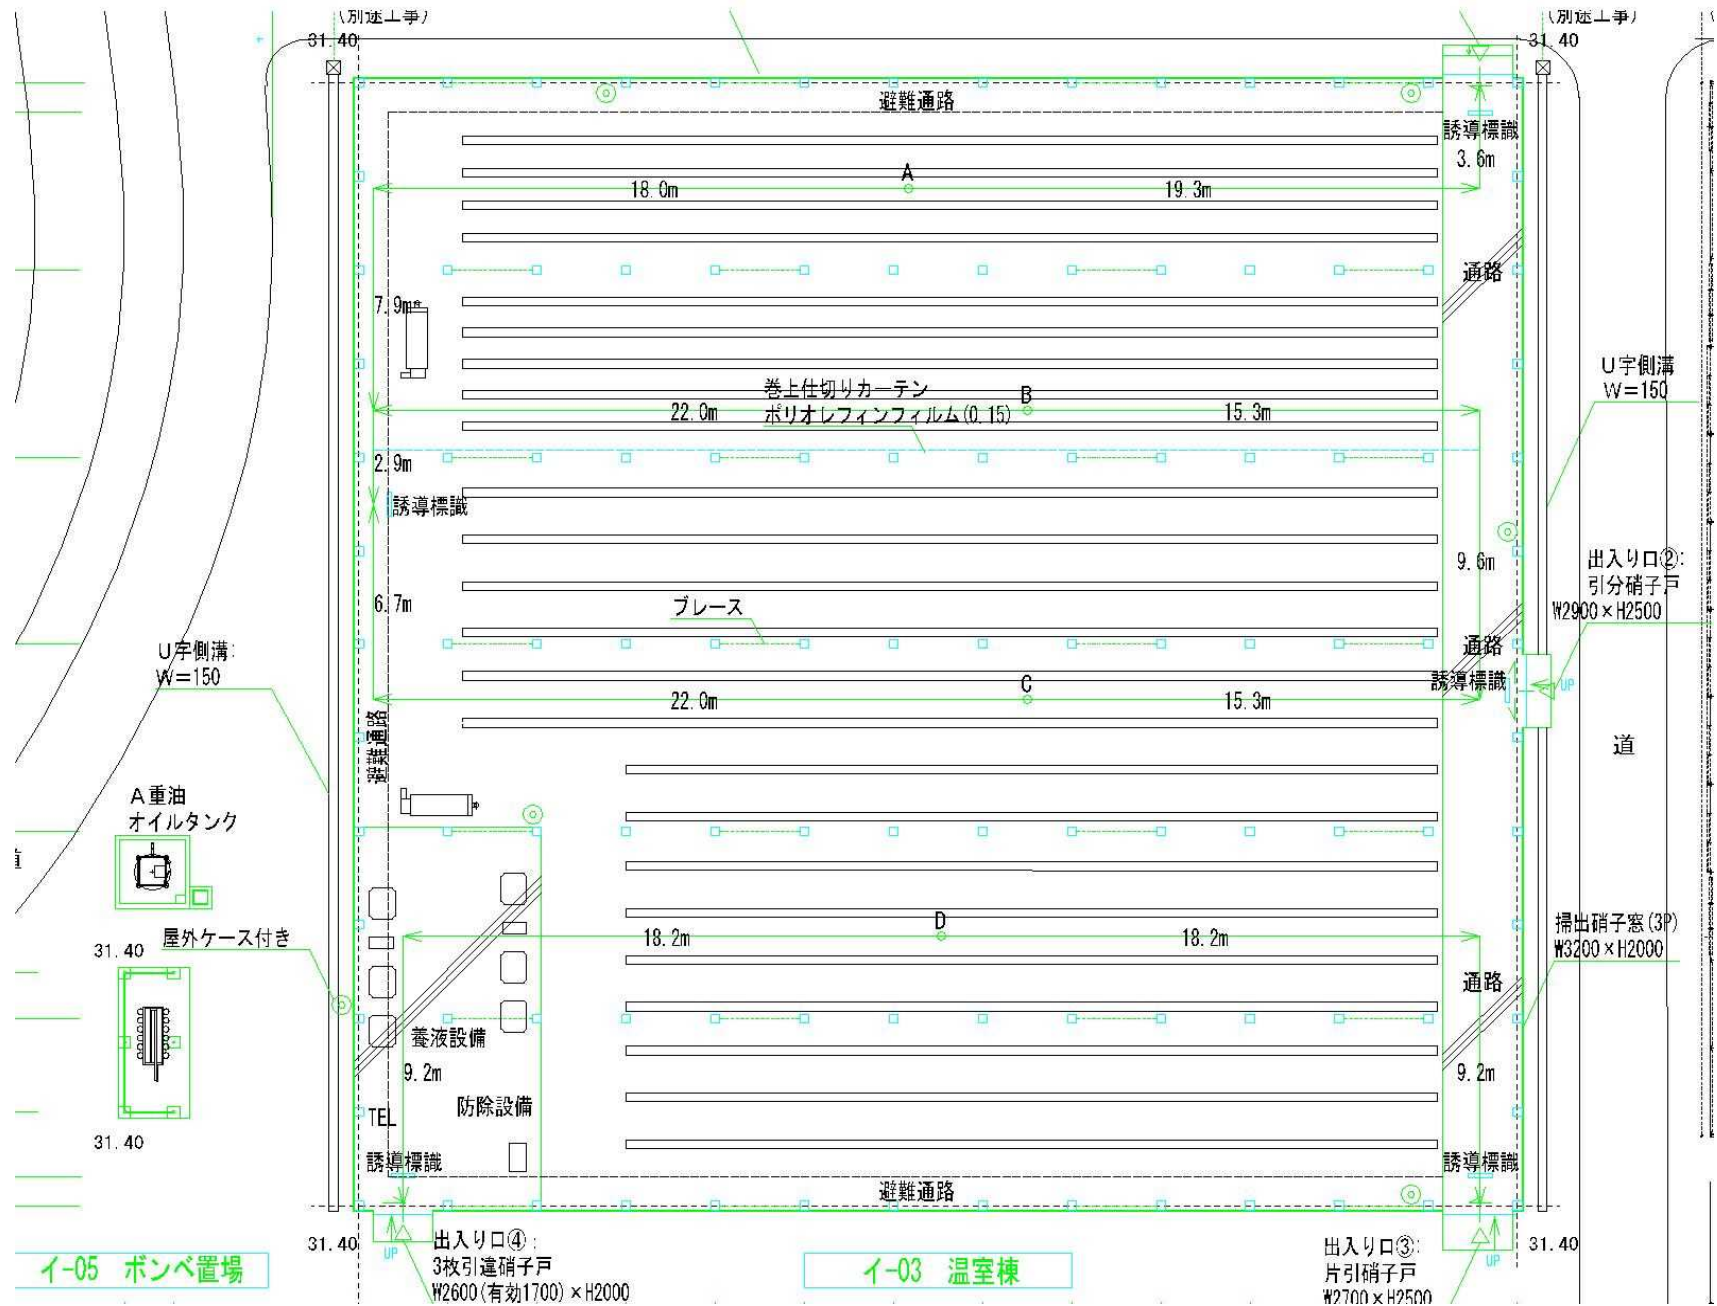 (別途工事)
(別途工事)
31.40
31.40
避難通路
誘導標識
3.6m
A
18.0m
19.3m
通路
7.9m
巻上仕切りカーテン
ポリオレフィンフィルム(0.15)
B
22.0m
15.3m
U字側溝
W=150
2.9m
誘導標識
9.6m
出入り口②:
引分硝子戸
W2900×H2500
6.7m
ブレース
U字側溝:
W=150
通路
誘導標識
UP
C
22.0m
15.3m
避難通路
道
A重油
オイルタンク
屋外ケース付き
31.40
D
18.2m
18.2m
掃出硝子窓(3P)
W3200×H2000
通路
養液設備
9.2m
9.2m
防除設備
TEL
31.40
誘導標識
誘導標識
避難通路
31.40
UP
出入り口④:
3枚引違硝子戸
W2600(有効1700)×H2000
出入り口③:
片引硝子戸
W2700×H2500
UP
31.40
イ-05 ボンベ置場
イ-03 温室棟